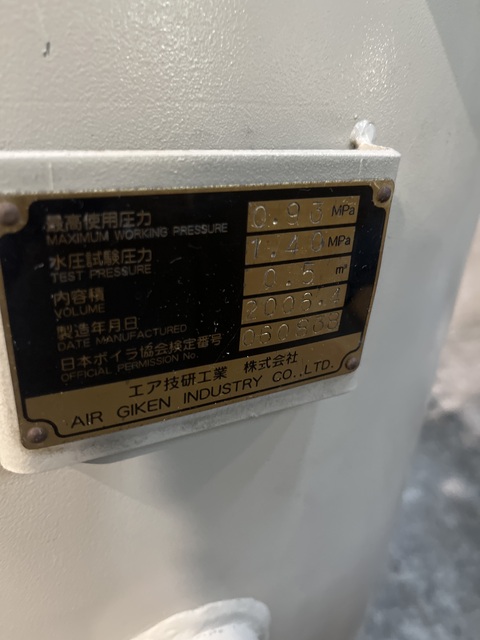 最高使用圧力 MPa
MAXIMUM WORKING PRESSURE
水圧試験圧力 MPa
TEST PRESSURE
内容積 0.5 m³
VOLUME
製造年月日
DATE MANUFACTURED
日本ボイラ協会検定番号
OFFICIAL PERMISSION No.
エア技研工業 株式会社
AIR GIKEN INDUSTRY CO.,LTD.